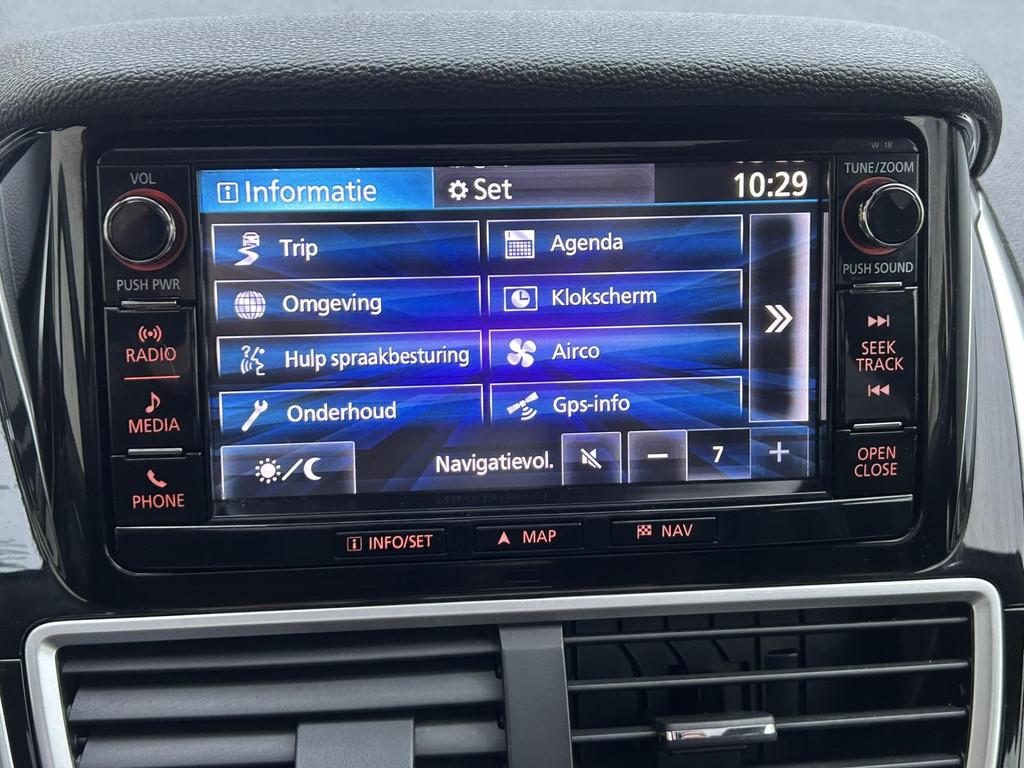 W 18
VOL
TUNE/ZOOM
Informatie
Set
10:29
Trip
Agenda
PUSH PWR
PUSH SOUND
Omgeving
Klokscherm
RADIO
SEEK
TRACK
Hulp spraakbesturing
Airco
MEDIA
Onderhoud
Gps-info
PHONE
Navigatievol.
7
OPEN
CLOSE
INFO/SET
MAP
NAV